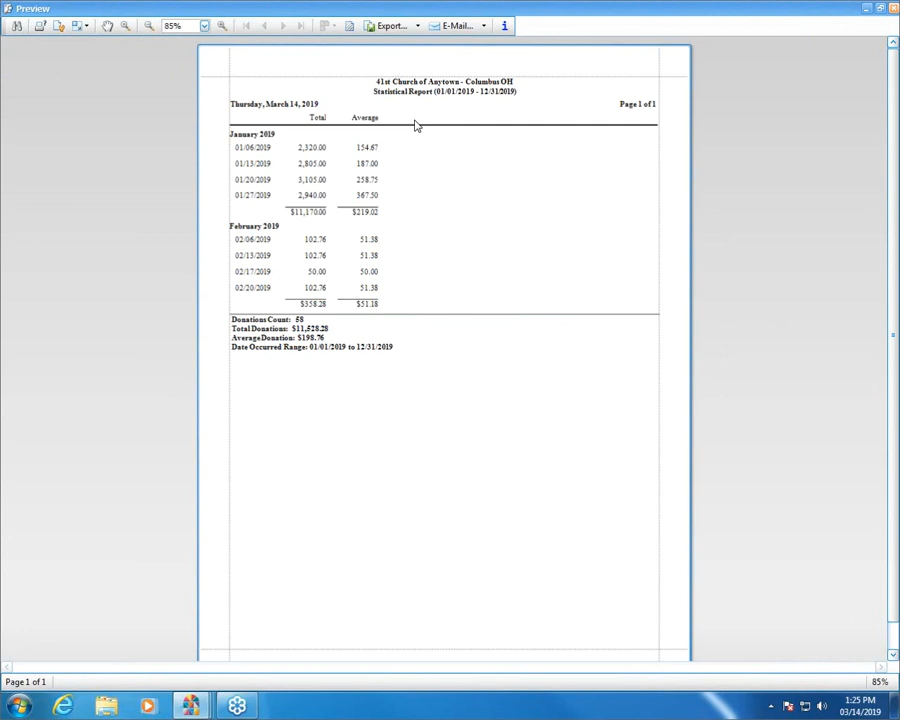 Preview
85%
Export...
E-Mail...
41st Church of Anytown - Columbus OH
Statistical Report (01/01/2019 - 12/31/2019)
Thursday, March 14, 2019 Page 1 of 1
Total Average
January 2019
01/06/2019 2,320.00 154.67
01/13/2019 2,805.00 187.00
01/20/2019 3,105.00 258.75
01/27/2019 2,940.00 367.50
$11,170.00 $219.02
February 2019
02/06/2019 102.76 51.38
02/13/2019 102.76 51.38
02/17/2019 50.00 50.00
02/20/2019 102.76 51.38
$358.28 $51.18
Donations Count: 58
Total Donations: $11,528.28
Average Donation: $198.76
Date Occurred Range: 01/01/2019 to 12/31/2019
Page 1 of 1 85%
1:25 PM
03/14/2019